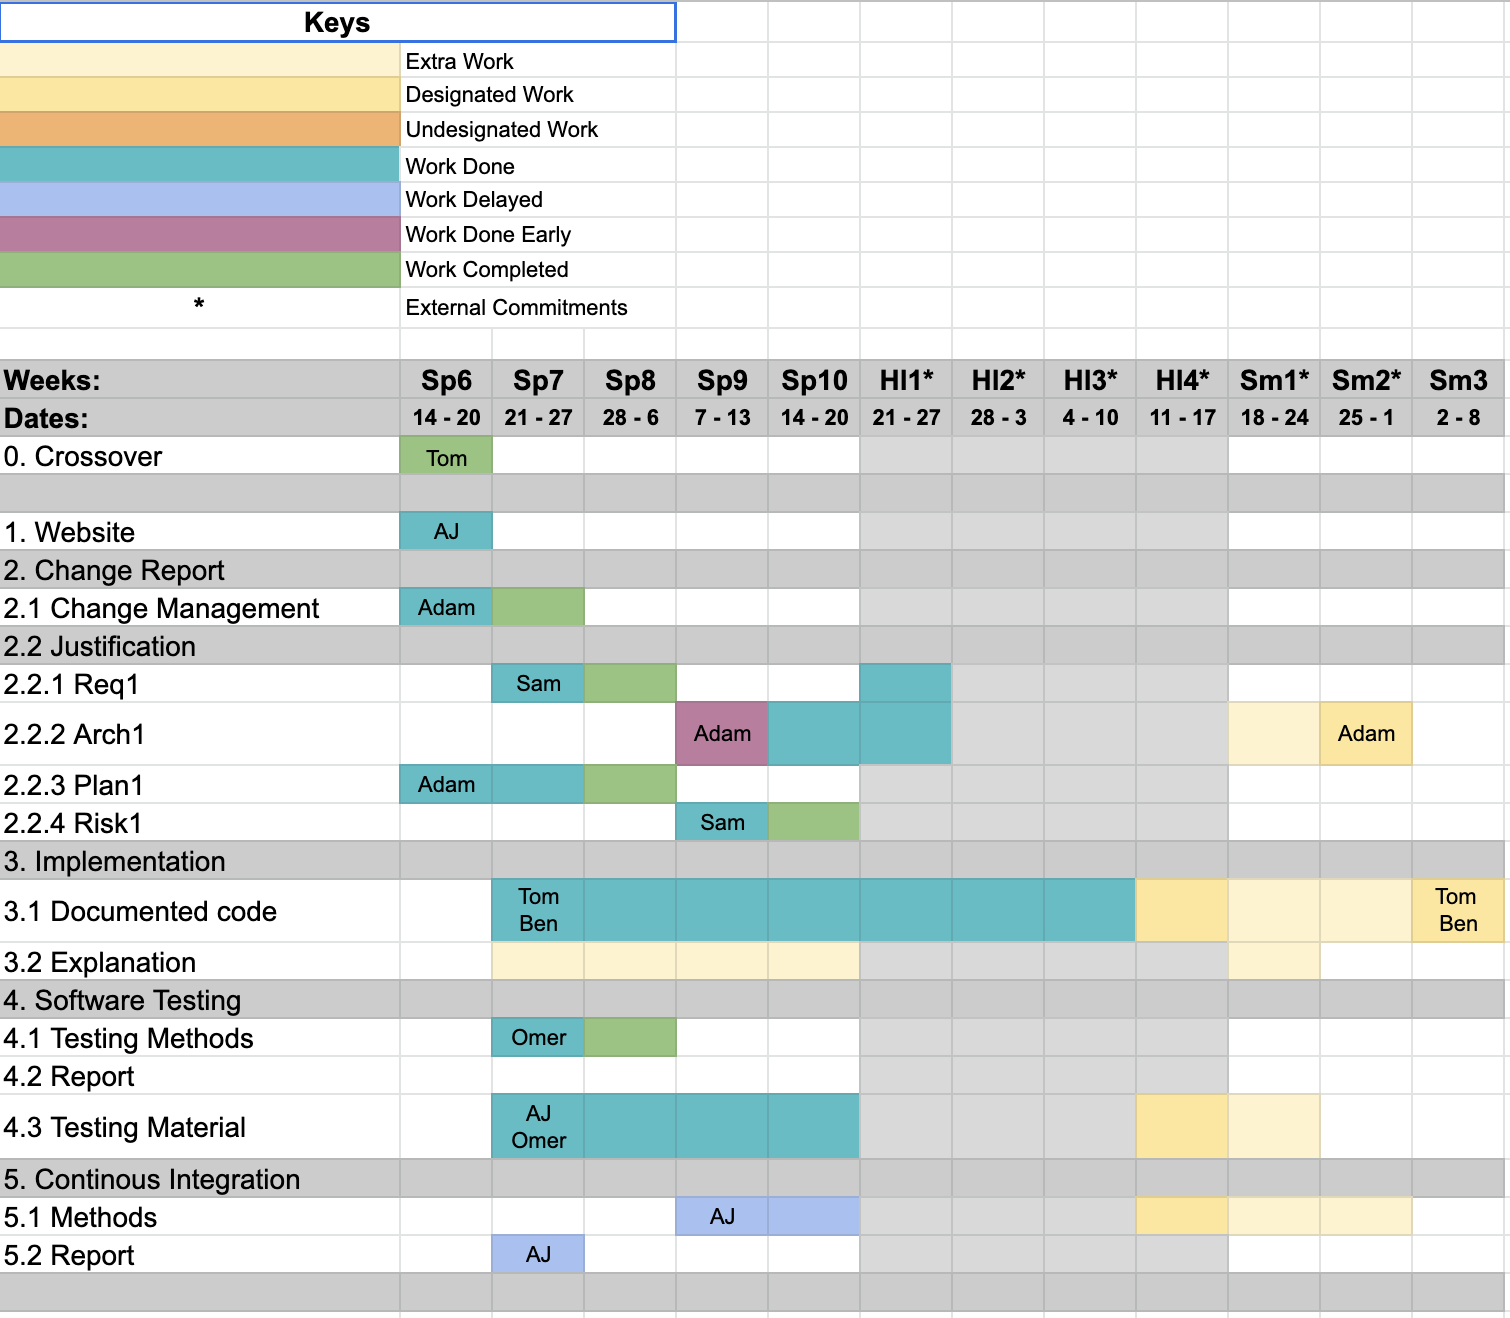 Keys
Extra Work
Designated Work
Undesignated Work
Work Done
Work Delayed
Work Done Early
Work Completed
* External Commitments
Weeks: Sp6 Sp7 Sp8 Sp9 Sp10 Hl1* Hl2* Hl3* Hl4* Sm1* Sm2* Sm3
Dates: 14 - 20 21 - 27 28 - 6 7 - 13 14 - 20 21 - 27 28 - 3 4 - 10 11 - 17 18 - 24 25 - 1 2 - 8
0. Crossover Tom
1. Website AJ
2. Change Report
2.1 Change Management Adam
2.2 Justification
2.2.1 Req1 Sam
2.2.2 Arch1 Adam Adam
2.2.3 Plan1 Adam
2.2.4 Risk1 Sam
3. Implementation
3.1 Documented code Tom Ben Tom Ben
3.2 Explanation
4. Software Testing
4.1 Testing Methods Omer
4.2 Report
4.3 Testing Material AJ Omer
5. Continous Integration
5.1 Methods AJ
5.2 Report AJ